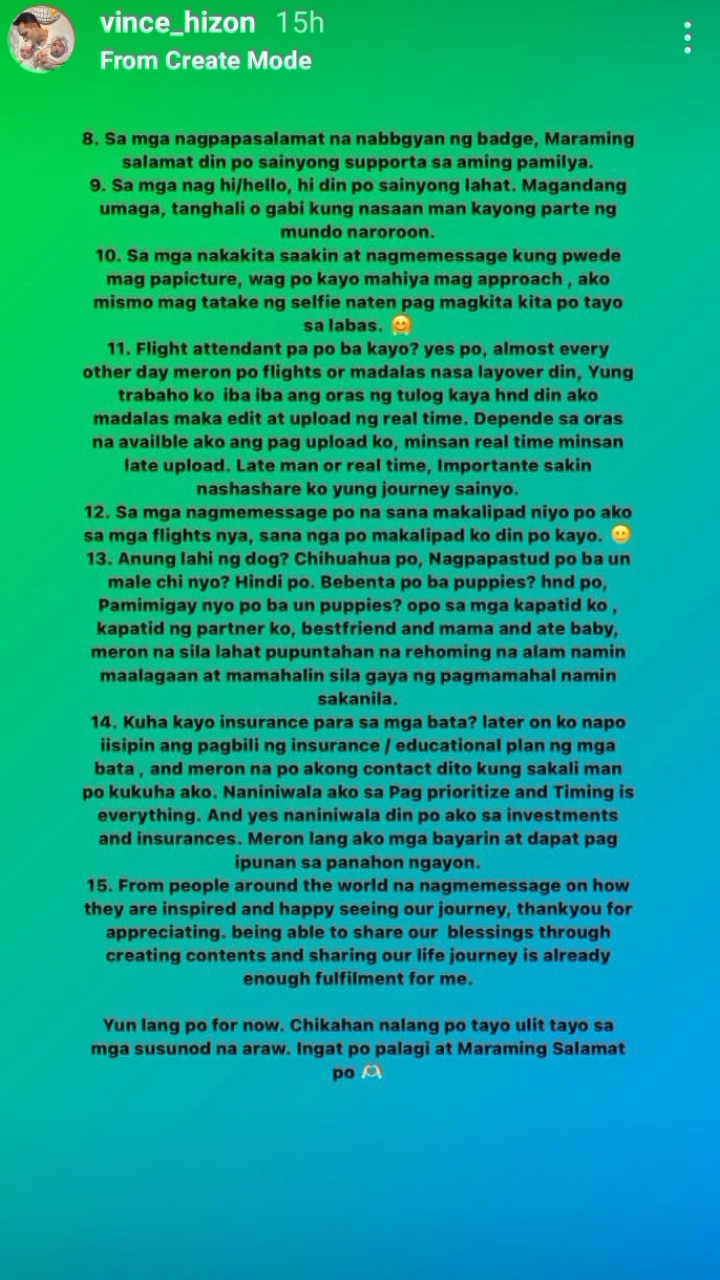 vince_hizon 15h
From Create Mode
8. Sa mga nagpapasalamat na nabbgyan ng badge, Maraming
salamat din po sainyong supporta sa aming pamilya.
9. Sa mga nag hi/hello, hi din po sainyong lahat. Magandang
umaga, tanghali o gabi kung nasaan man kayong parte ng
mundo naroroon.
10. Sa mga nakakita saakin at nagmemessage kung pwede
mag papicture, wag po kayo mahiya mag approach , ako
mismo mag tatake ng selfie naten pag magkita kita po tayo
sa labas. 🤗
11. Flight attendant pa po ba kayo? yes po, almost every
other day meron po flights or madalas nasa layover din, Yung
trabaho ko  iba iba ang oras ng tulog kaya hnd din ako
madalas maka edit at upload ng real time. Depende sa oras
na availble ako ang pag upload ko, minsan real time minsan
late upload. Late man or real time, Importante sakin
nashashare ko yung journey sainyo.
12. Sa mga nagmemessage po na sana makalipad niyo po ako
sa mga flights nya, sana nga po makalipad ko din po kayo. 🙂
13. Anung lahi ng dog? Chihuahua po, Nagpapastud po ba un
male chi nyo? Hindi po. Bebenta po ba puppies? hnd po,
Pamimigay nyo po ba un puppies? opo sa mga kapatid ko ,
kapatid ng partner ko, bestfriend and mama and ate baby,
meron na sila lahat pupuntahan na rehoming na alam namin
maalagaan at mamahalin sila gaya ng pagmamahal namin
sakanila.
14. Kuha kayo insurance para sa mga bata? later on ko napo
iisipin ang pagbili ng insurance / educational plan ng mga
bata , and meron na po akong contact dito kung sakali man
po kukuha ako. Naniniwala ako sa Pag prioritize and Timing is
everything. And yes naniniwala din po ako sa investments
and insurances. Meron lang ako mga bayarin at dapat pag
ipunan sa panahon ngayon.
15. From people around the world na nagmemessage on how
they are inspired and happy seeing our journey, thankyou for
appreciating. being able to share our  blessings through
creating contents and sharing our life journey is already
enough fulfilment for me.
Yun lang po for now. Chikahan nalang po tayo ulit tayo sa
mga susunod na araw. Ingat po palagi at Maraming Salamat
po 🫶🏻